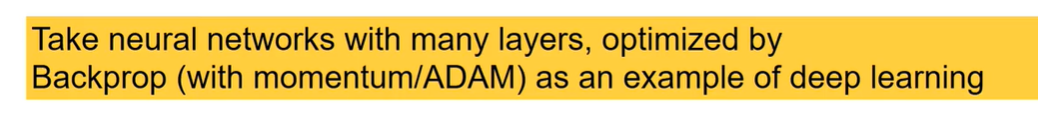 Take neural networks with many layers, optimized by
Backprop (with momentum/ADAM) as an example of deep learning